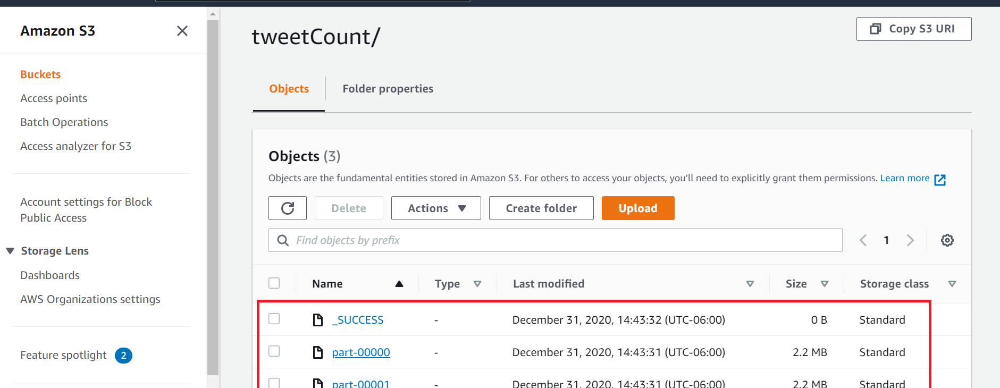 Amazon S3
Buckets
Access points
Batch Operations
Access analyzer for S3
Account settings for Block
Public Access
Storage Lens
Dashboards
AWS Organizations settings
Feature spotlight 2
tweetCount/
Copy S3 URI
Objects Folder properties
Objects (3)
Objects are the fundamental entities stored in Amazon S3. For others to access your objects, you’ll need to explicitly grant them permissions. Learn more
Delete Actions Create folder Upload
Find objects by prefix 1
Name Type Last modified Size Storage class
_SUCCESS - December 31, 2020, 14:43:32 (UTC-06:00) 0 B Standard
part-00000 - December 31, 2020, 14:43:31 (UTC-06:00) 2.2 MB Standard
part-00001 - December 31, 2020, 14:43:31 (UTC-06:00) 2.2 MB Standard